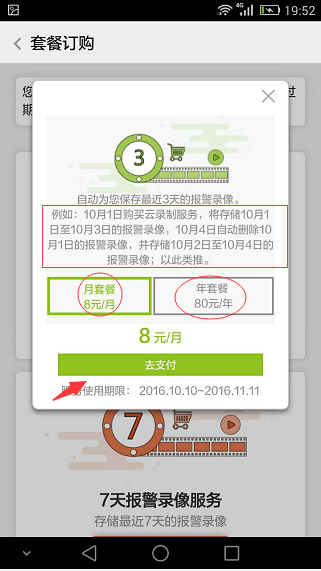 4G 19:52
套餐订购
您
过
期
3
自动为您保存最近3天的报警录像。
例如：10月1日购买云录制服务，将存储10月1
日至10月3日的报警录像，10月4日自动删除10
月1日的报警录像，并存储10月2日至10月4日的
报警录像；以此类推。
月套餐
8元/月
年套餐
80元/年
8元/月
去支付
服务使用期限： 2016.10.10~2016.11.11
7
7天报警录像服务
存储最近7天的报警录像